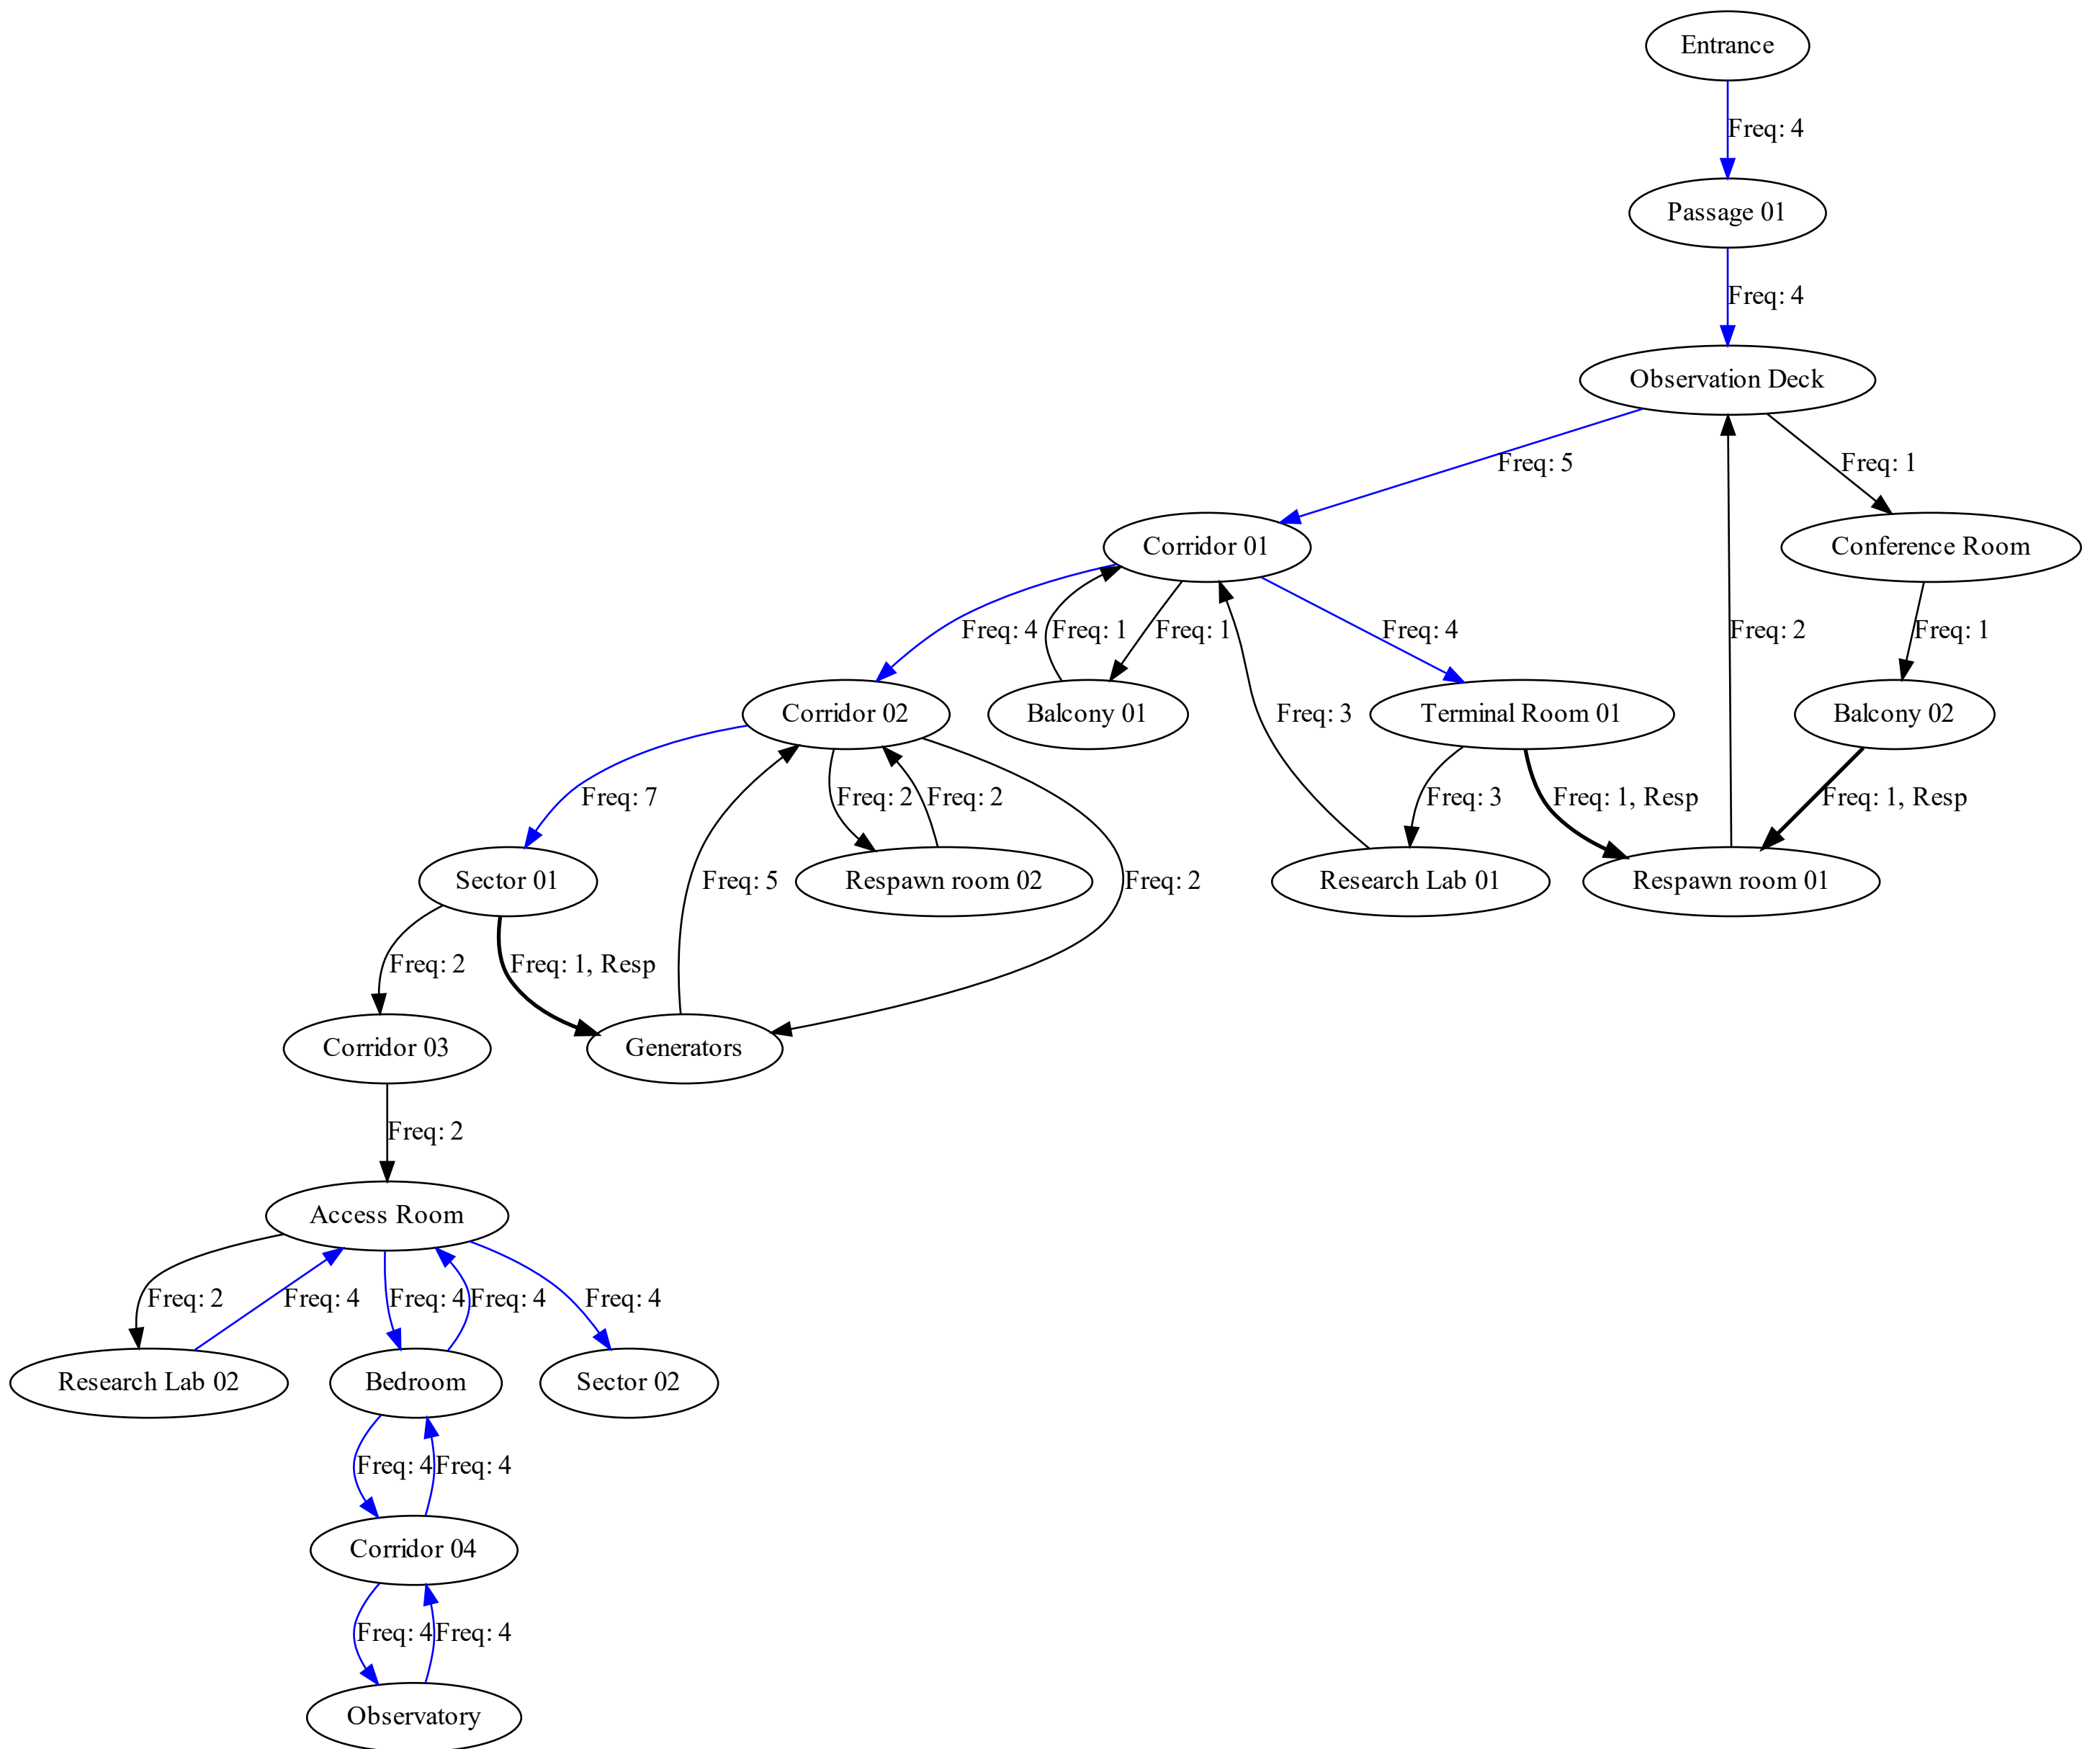 Entrance
Freq: 4
Passage 01
Freq: 4
Observation Deck
Freq: 5
Freq: 1
Corridor 01
Conference Room
Freq: 4
Freq: 1
Freq: 1
Freq: 4
Freq: 2
Freq: 1
Corridor 02
Balcony 01
Freq: 3
Terminal Room 01
Balcony 02
Freq: 7
Freq: 2
Freq: 2
Freq: 3
Freq: 1, Resp
Freq: 1, Resp
Sector 01
Freq: 5
Respawn room 02
Freq: 2
Research Lab 01
Respawn room 01
Freq: 2
Freq: 1, Resp
Corridor 03
Generators
Freq: 2
Access Room
Freq: 2
Freq: 4
Freq: 4
Freq: 4
Freq: 4
Research Lab 02
Bedroom
Sector 02
Freq: 4
Freq: 4
Corridor 04
Freq: 4
Freq: 4
Observatory